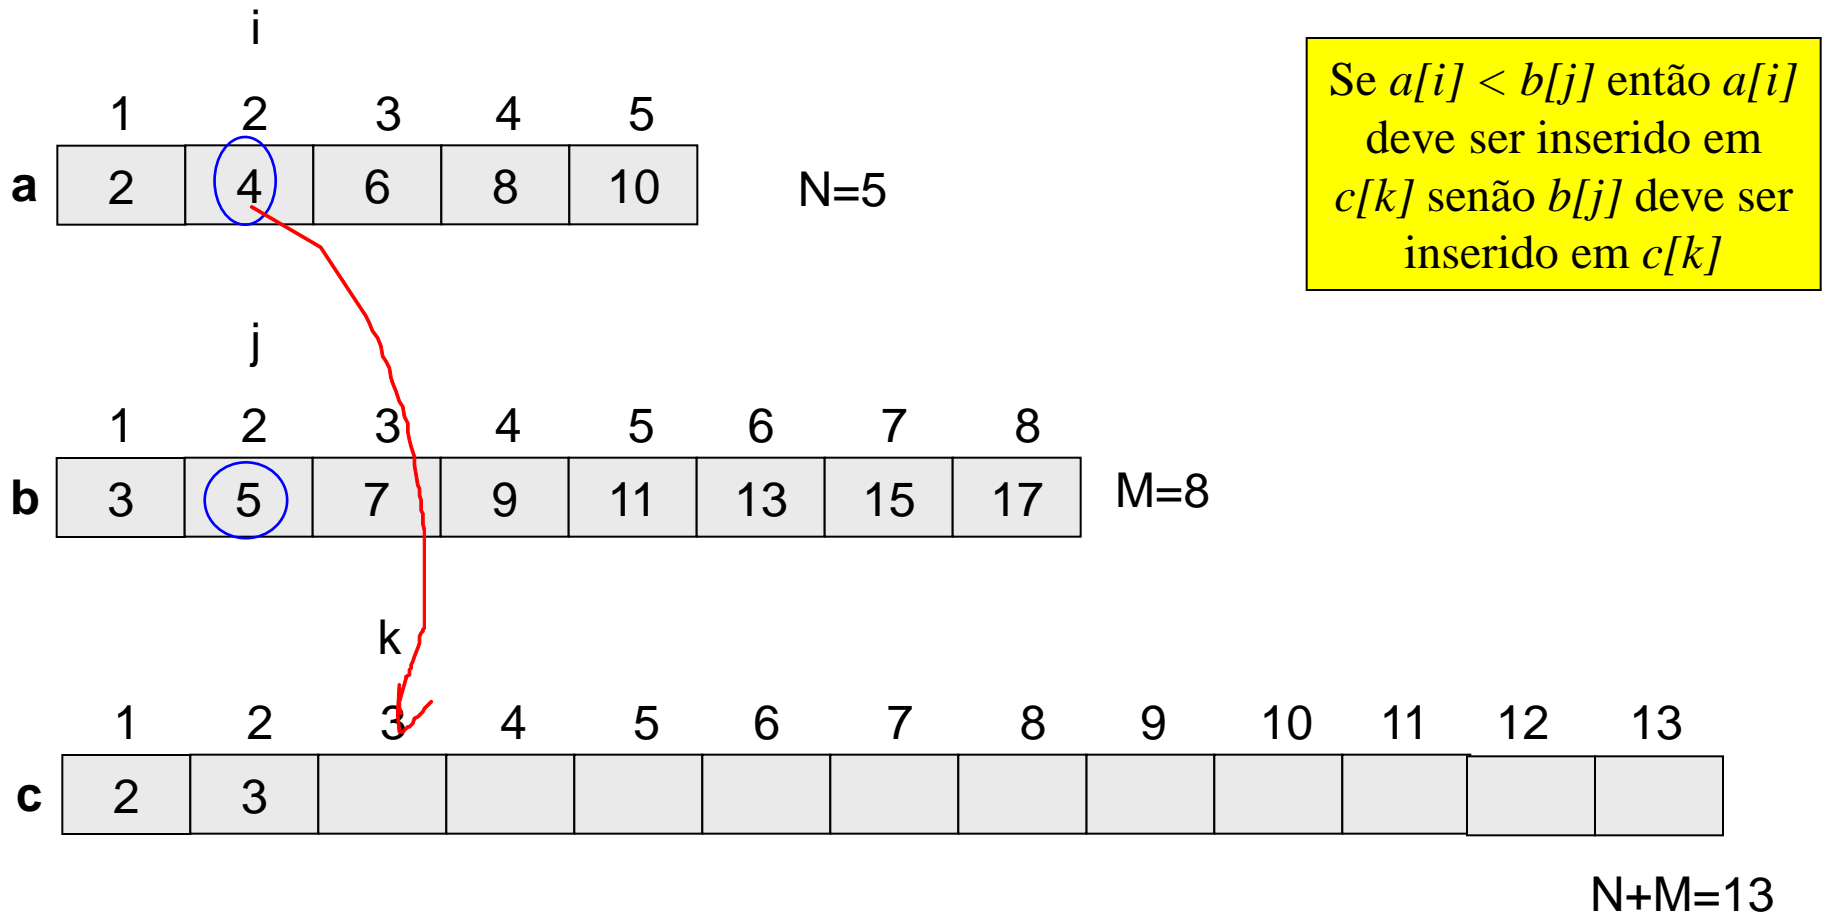 i
1 2 3 4 5
a 2 4 6 8 10 N=5
Se a[i] < b[j] então a[i]
deve ser inserido em
c[k] senão b[j] deve ser
inserido em c[k]
j
1 2 3 4 5 6 7 8
b 3 5 7 9 11 13 15 17 M=8
k
1 2 3 4 5 6 7 8 9 10 11 12 13
c 2 3
N+M=13